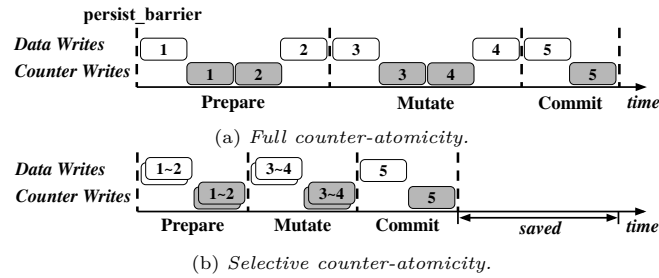 persist_barrier
Data Writes 1 2 3 4 5
Counter Writes 1 2 3 4 5
Prepare Mutate Commit time
(a) Full counter-atomicity.
Data Writes 1~2 3~4 5
Counter Writes 1~2 3~4 5
Prepare Mutate Commit saved time
(b) Selective counter-atomicity.